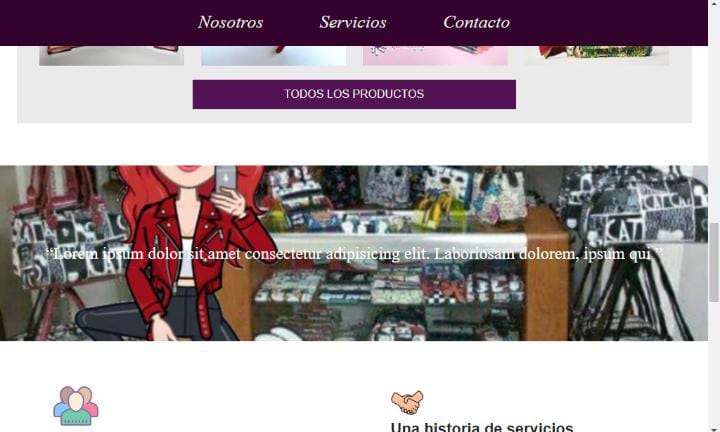 Nosotros Servicios Contacto
TODOS LOS PRODUCTOS
CAT
“Lorem ipsum dolor sit amet consectetur adipisicing elit. Laboriosam dolorem, ipsum qui ”
Una historia de servicios